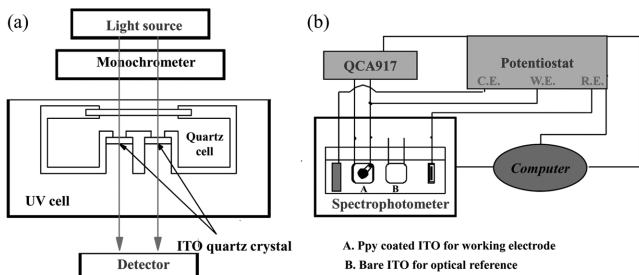 (a)
Light source
Monochrometer
Quartz
cell
UV cell
ITO quartz crystal
Detector
(b)
QCA917
Potentiostat
C.E. W.E. R.E.
A B
Computer
Spectrophotometer
A. Ppy coated ITO for working electrode
B. Bare ITO for optical reference